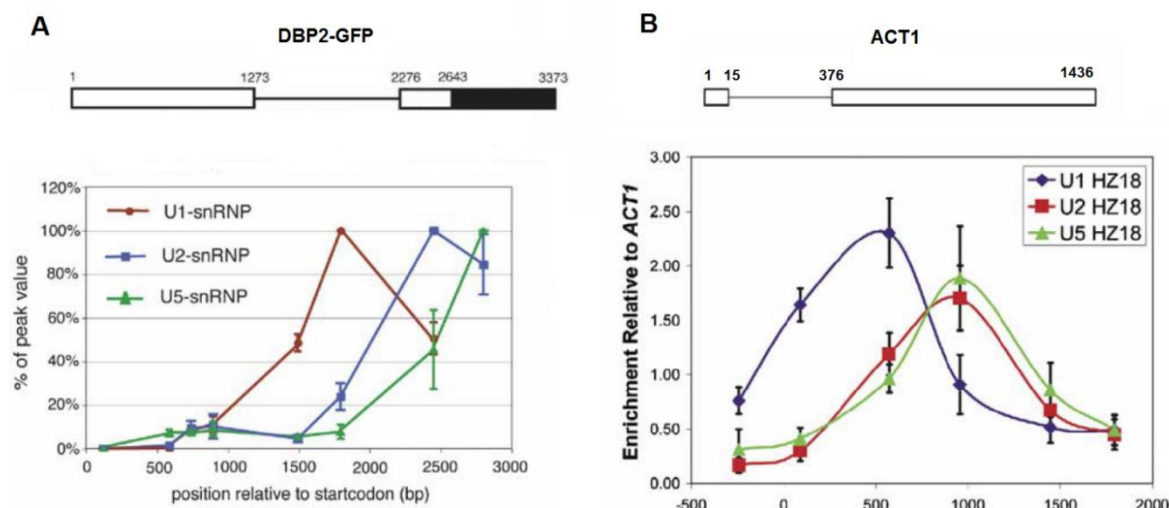 A
DBP2-GFP
1 1273 2276 2643 3373
120%
100%
80%
60%
40%
20%
0%
% of peak value
U1-snRNP
U2-snRNP
U5-snRNP
0 500 1000 1500 2000 2500 3000
position relative to startcodon (bp)
B
ACT1
1 15 376 1436
3.00
2.50
2.00
1.50
1.00
0.50
0.00
Enrichment Relative to ACT1
U1 HZ18
U2 HZ18
U5 HZ18
-500 0 500 1000 1500 2000